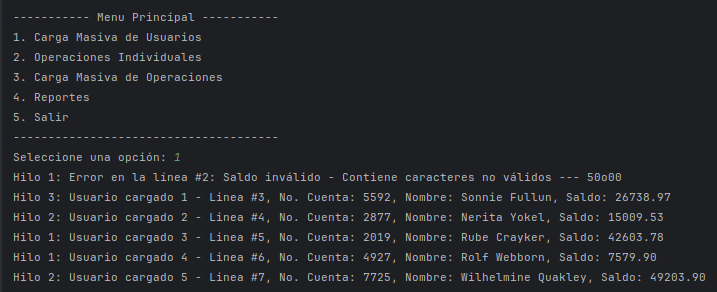 ----------- Menu Principal -----------
1. Carga Masiva de Usuarios
2. Operaciones Individuales
3. Carga Masiva de Operaciones
4. Reportes
5. Salir
--------------------------------------
Seleccione una opción: 1
Hilo 1: Error en la línea #2: Saldo inválido - Contiene caracteres no válidos --- 50o00
Hilo 3: Usuario cargado 1 - Linea #3, No. Cuenta: 5592, Nombre: Sonnie Fullun, Saldo: 26738.97
Hilo 2: Usuario cargado 2 - Linea #4, No. Cuenta: 2877, Nombre: Nerita Yokel, Saldo: 15009.53
Hilo 1: Usuario cargado 3 - Linea #5, No. Cuenta: 2019, Nombre: Rube Crayker, Saldo: 42603.78
Hilo 1: Usuario cargado 4 - Linea #6, No. Cuenta: 4927, Nombre: Rolf Webborn, Saldo: 7579.90
Hilo 2: Usuario cargado 5 - Linea #7, No. Cuenta: 7725, Nombre: Wilhelmine Quakley, Saldo: 49203.90